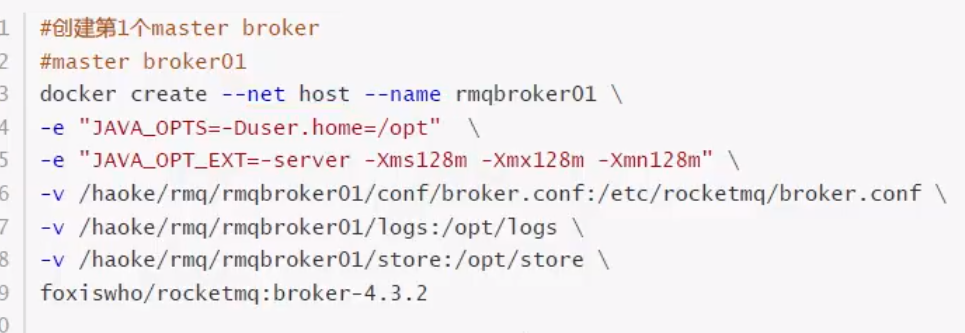 1 #创建第1个master broker
2 #master broker01
3 docker create --net host --name rmqbroker01 \
4 -e "JAVA_OPTS=-Duser.home=/opt"  \
5 -e "JAVA_OPT_EXT=-server -Xms128m -Xmx128m -Xmn128m" \
6 -v /haoke/rmq/rmqbroker01/conf/broker.conf:/etc/rocketmq/broker.conf \
7 -v /haoke/rmq/rmqbroker01/logs:/opt/logs \
8 -v /haoke/rmq/rmqbroker01/store:/opt/store \
9 foxiswho/rocketmq:broker-4.3.2
0